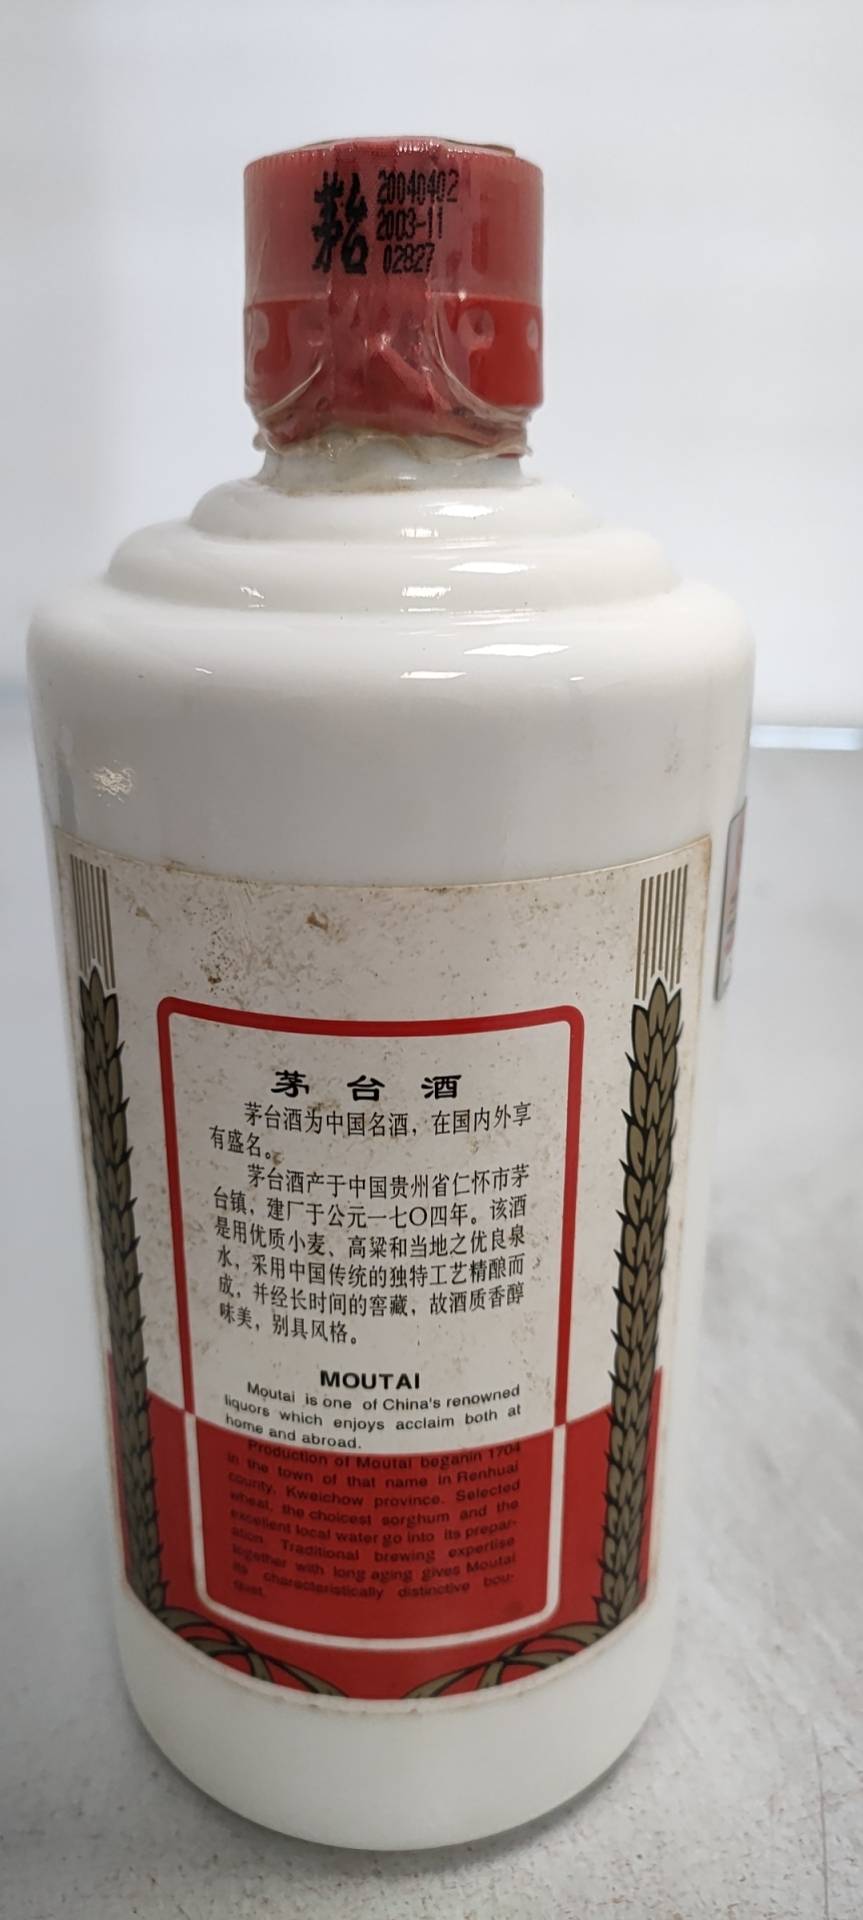 茅台
20040402
2003-11
02827
茅台酒
茅台酒为中国名酒，在国内外享
有盛名。
茅台酒产于中国贵州省仁怀市茅
台镇，建厂于公元一七〇四年。该酒
是用优质小麦、高粱和当地之优良泉
水，采用中国传统的独特工艺精酿而
成，并经长时间的窖藏，故酒质香醇
味美，别具风格。
MOUTAI
Moutai is one of China's renowned
liquors which enjoys acclaim both at
home and abroad.
Production of Moutai beganin 1704
in the town of that name in Renhuai
county, Kweichow province. Selected
wheat, the choicest sorghum and the
excellent local water go into its prepar-
ation. Traditional brewing expertise
together with long aging gives Moutai
its characteristically distinctive bou-
quet.